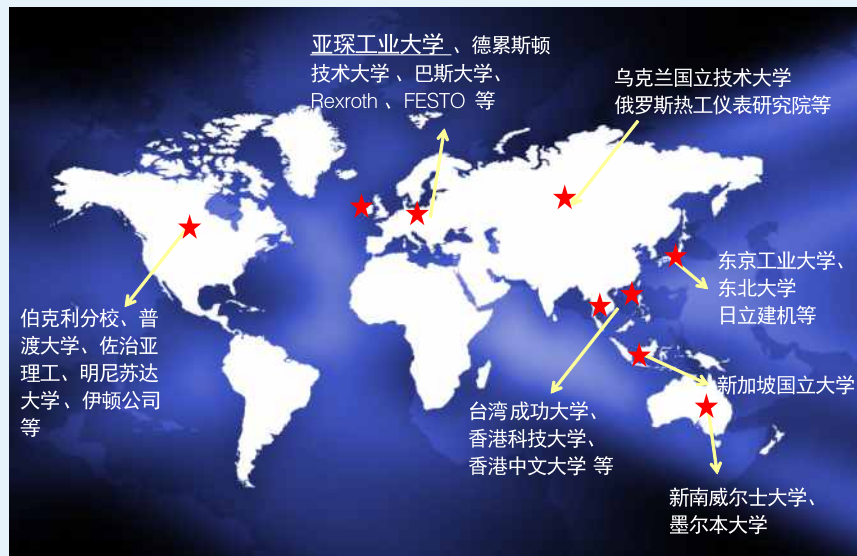 亚琛工业大学 、德累斯顿
技术大学 、巴斯大学、
Rexroth 、FESTO 等
乌克兰国立技术大学
俄罗斯热工仪表研究院等
东京工业大学、
东北大学
日立建机等
伯克利分校、普
渡大学、佐治亚
理工、明尼苏达
大学 、伊顿公司
等
新加坡国立大学
台湾成功大学、
香港科技大学、
香港中文大学 等
新南威尔士大学、
墨尔本大学